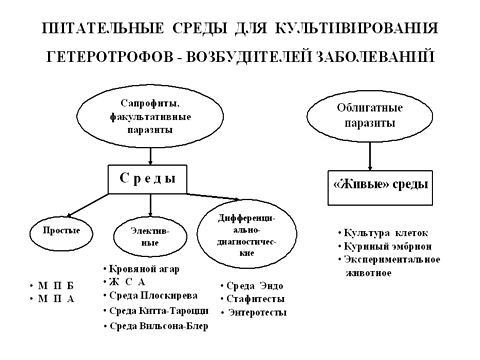 ПИТАТЕЛЬНЫЕ СРЕДЫ ДЛЯ КУЛЬТИВИРОВАНИЯ
ГЕТЕРОТРОФОВ - ВОЗБУДИТЕЛЕЙ ЗАБОЛЕВАНИЙ
Сапрофиты,
факультативные
паразиты
Облигатные
паразиты
С р е д ы
«Живые» среды
Простые
Электив-
ные
Дифференци-
ально-
диагностичес-
кие
• М П Б
• М П А
• Кровяной агар
• Ж С А
• Среда Плоскирева
• Среда Китта-Тароцци
• Среда Вильсона-Блер
• Среда Эндо
• Стафитесты
• Энтеротесты
• Культура клеток
• Куриный эмбрион
• Экспериментальное
животное